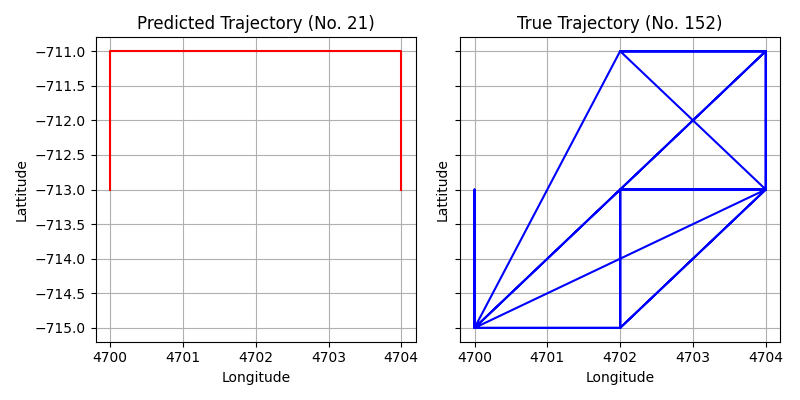 Predicted Trajectory (No. 21)
−711.0
−711.5
−712.0
−712.5
−713.0
−713.5
−714.0
−714.5
−715.0
Lattitude
4700 4701 4702 4703 4704
Longitude
True Trajectory (No. 152)
Lattitude
4700 4701 4702 4703 4704
Longitude